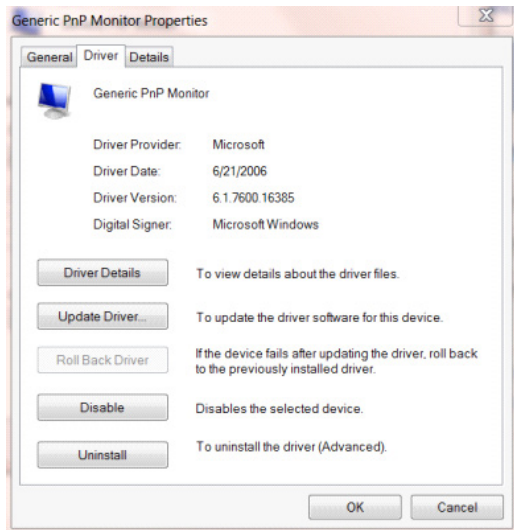 Generic PnP Monitor Properties
General Driver Details
Generic PnP Monitor
Driver Provider: Microsoft
Driver Date: 6/21/2006
Driver Version: 6.1.7600.16385
Digital Signer: Microsoft Windows
Driver Details To view details about the driver files.
Update Driver... To update the driver software for this device.
Roll Back Driver If the device fails after updating the driver, roll back
to the previously installed driver.
Disable Disables the selected device.
Uninstall To uninstall the driver (Advanced).
OK Cancel